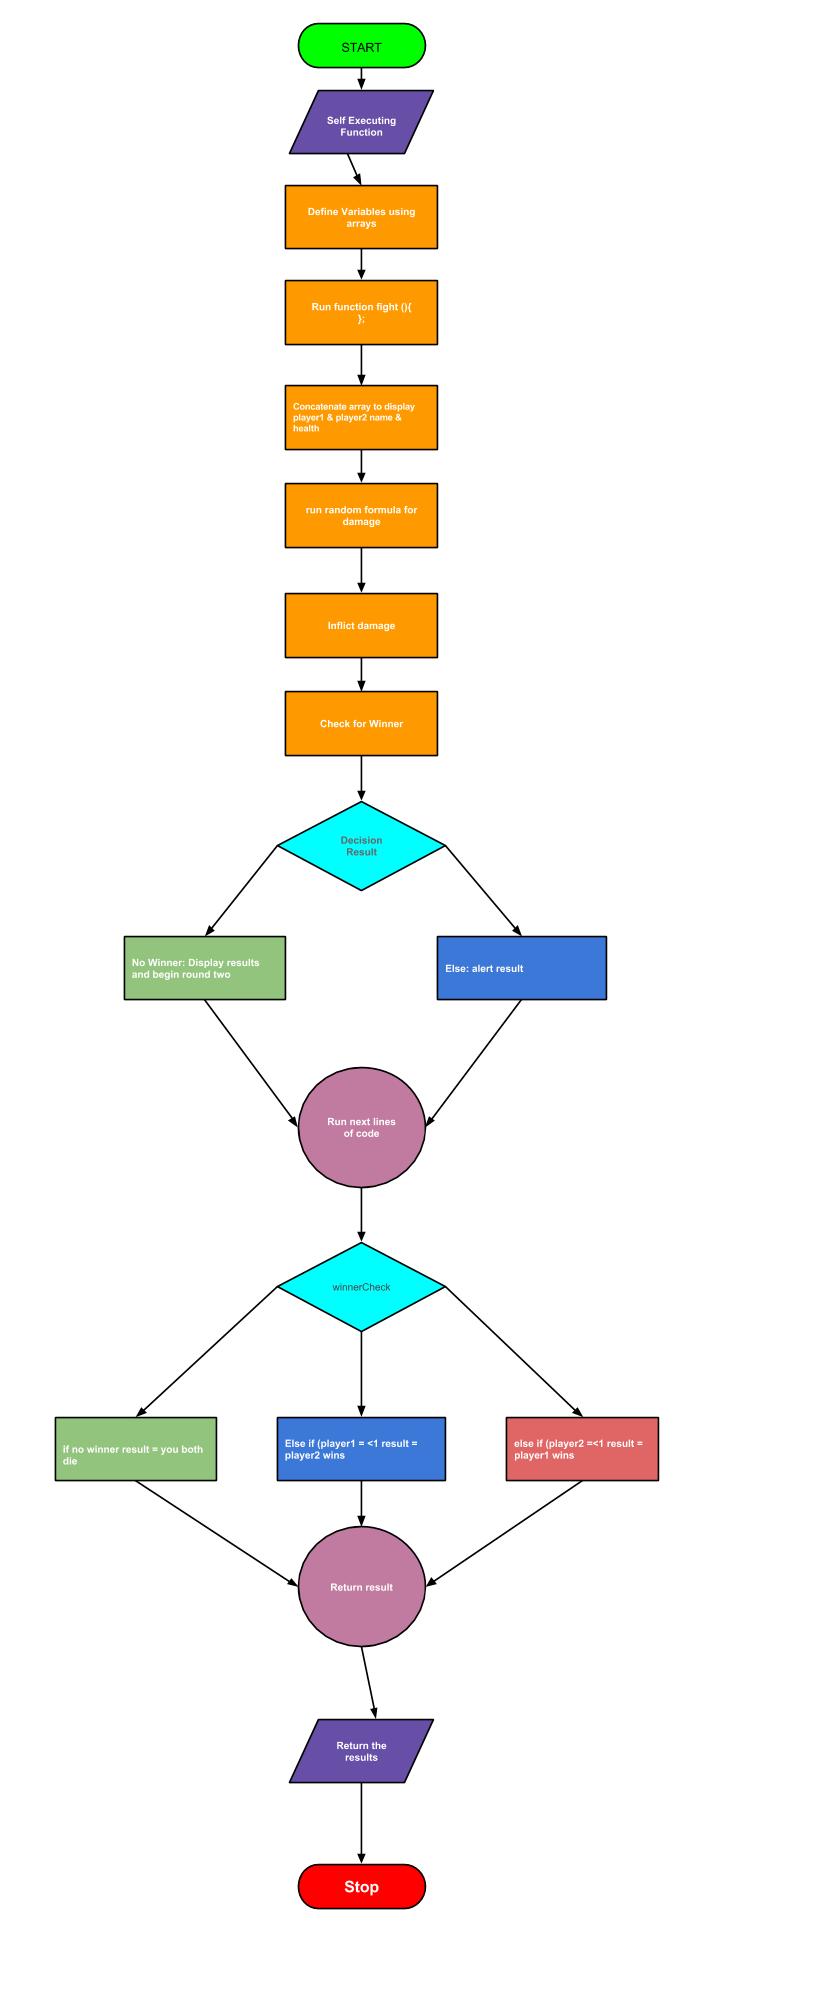 START
Self Executing
Function
Define Variables using
arrays
Run function fight (){
};
Concatenate array to display
player1 & player2 name &
health
run random formula for
damage
Inflict damage
Check for Winner
Decision
Result
No Winner: Display results
and begin round two
Else: alert result
Run next lines
of code
winnerCheck
if no winner result = you both
die
Else if (player1 = <1 result =
player2 wins
else if (player2 =<1 result =
player1 wins
Return result
Return the
results
Stop